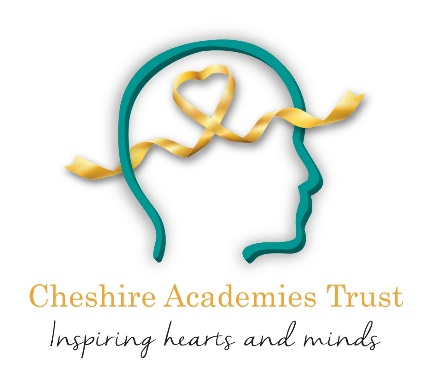 Cheshire Academies Trust
Inspiring hearts and minds